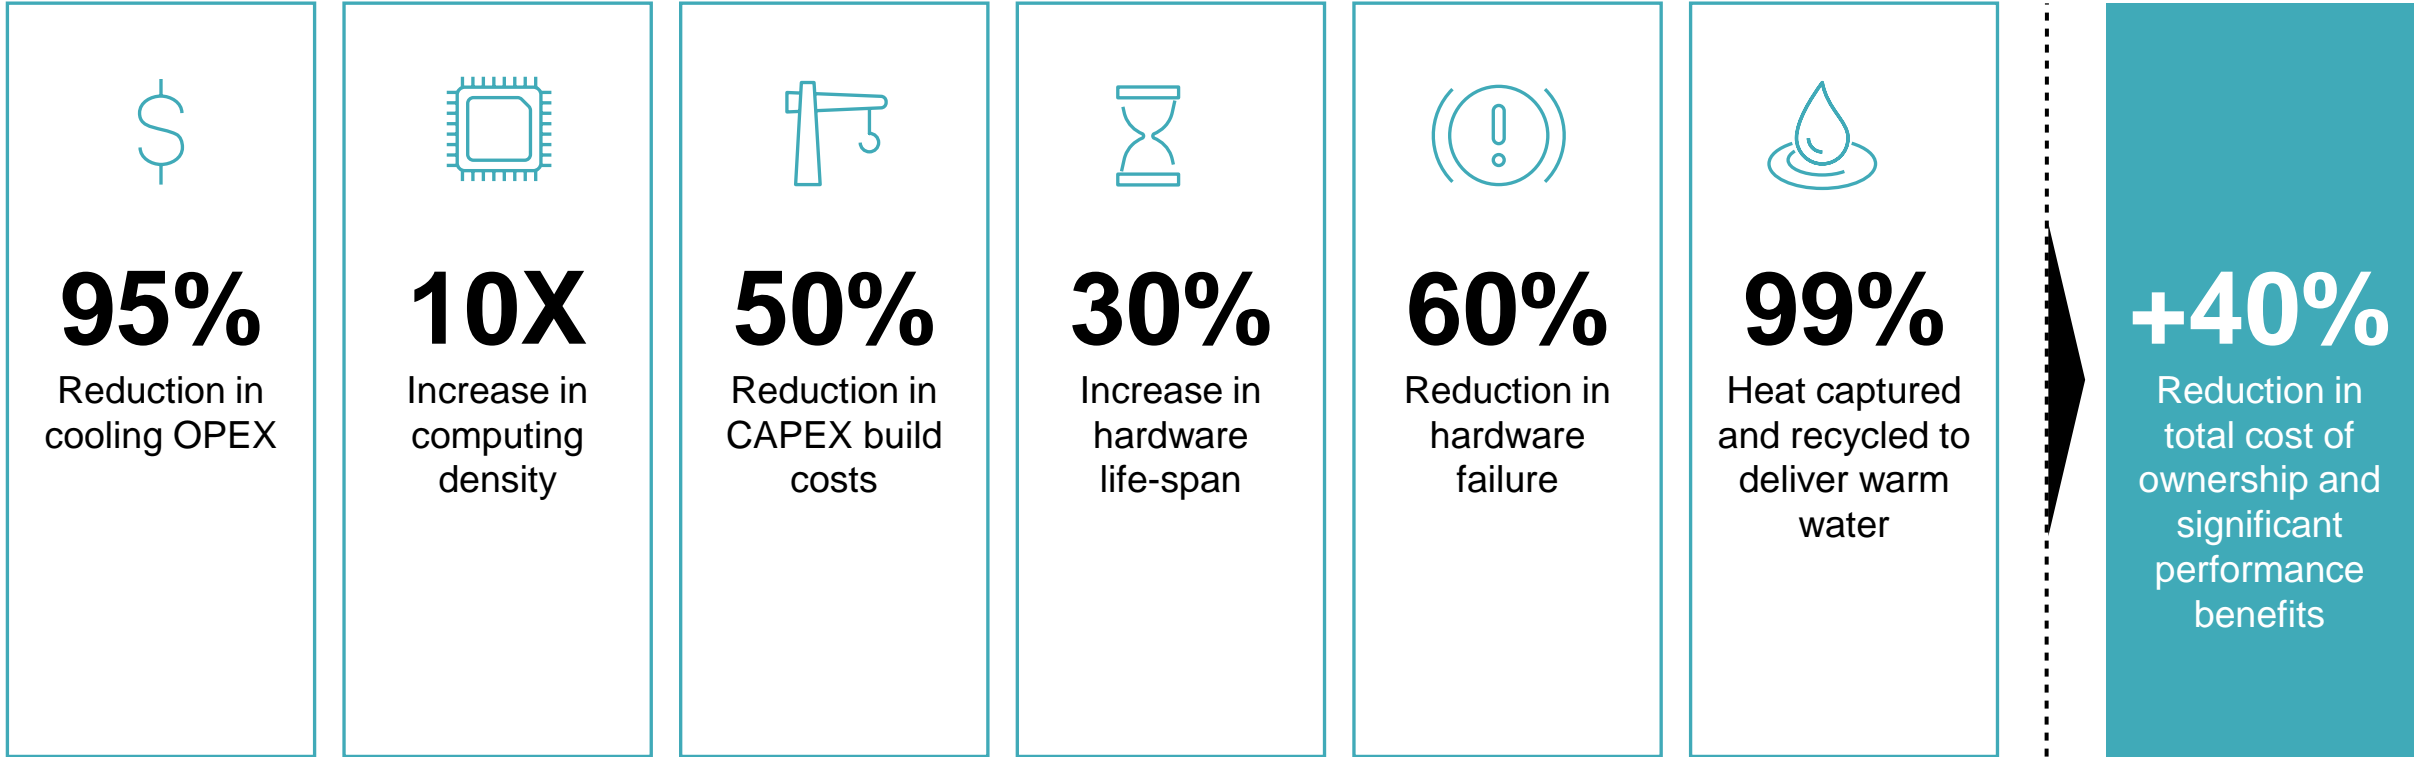 95%
Reduction in
cooling OPEX
10X
Increase in
computing
density
50%
Reduction in
CAPEX build
costs
30%
Increase in
hardware
life-span
60%
Reduction in
hardware
failure
99%
Heat captured
and recycled to
deliver warm
water
+40%
Reduction in
total cost of
ownership and
significant
performance
benefits